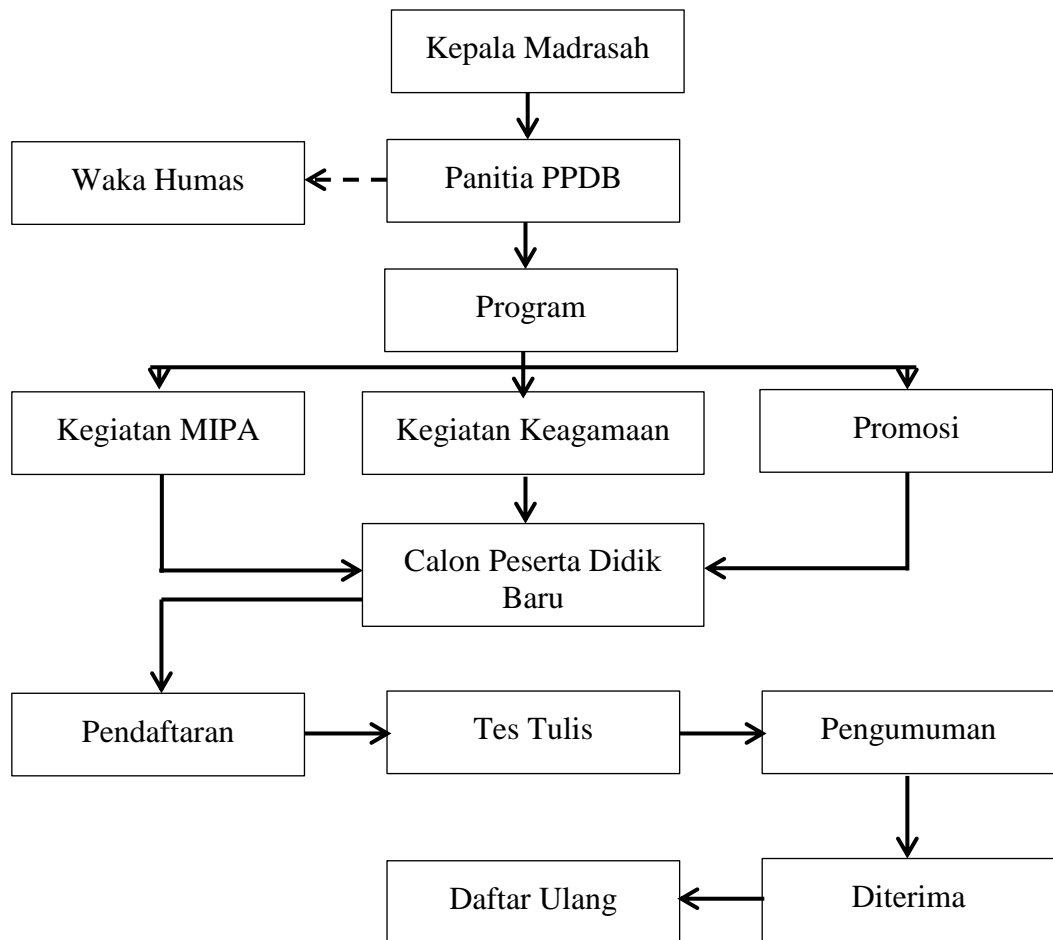 Kepala Madrasah
Waka Humas
Panitia PPDB
Program
Kegiatan MIPA
Kegiatan Keagamaan
Promosi
Calon Peserta Didik
Baru
Pendaftaran
Tes Tulis
Pengumuman
Daftar Ulang
Diterima